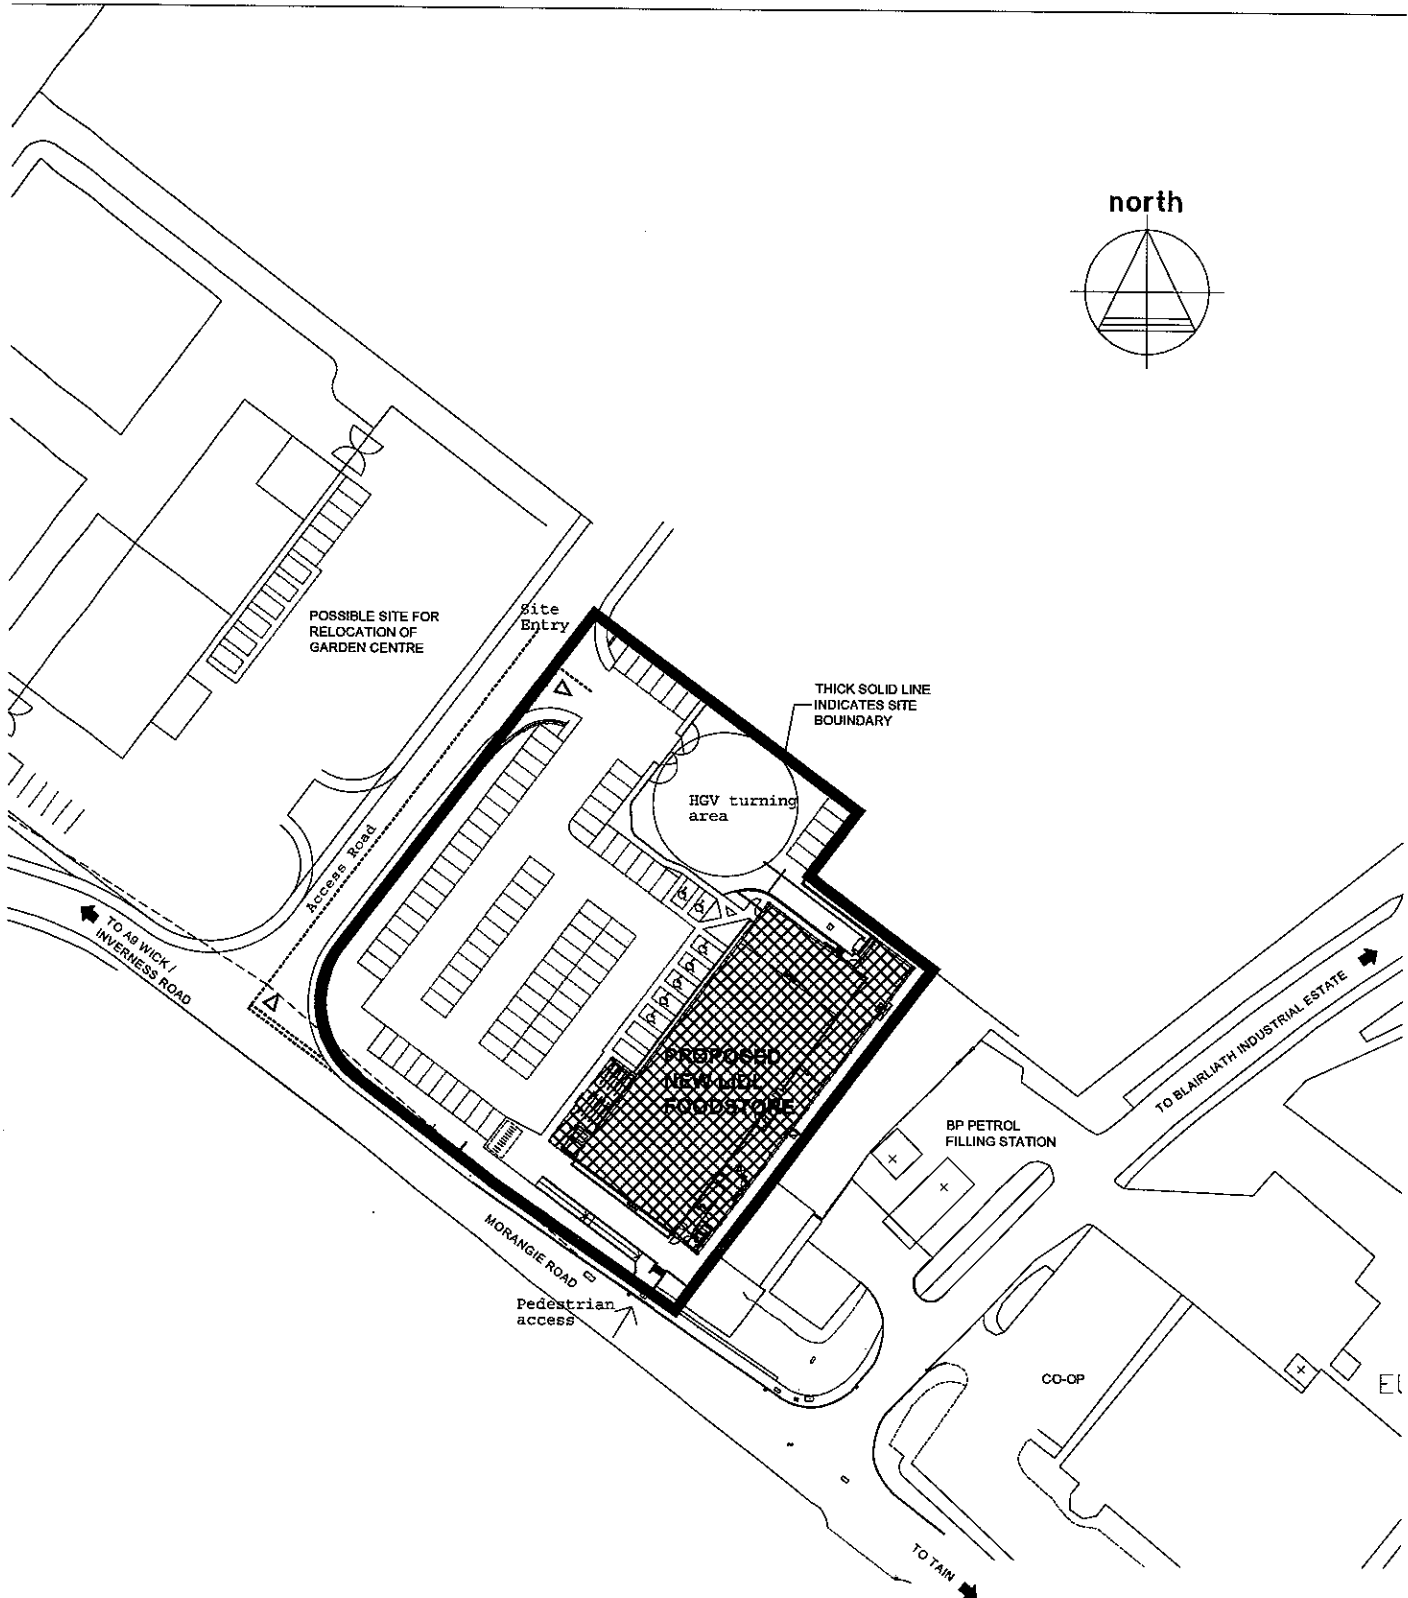 north
POSSIBLE SITE FOR
RELOCATION OF
GARDEN CENTRE
Site
Entry
THICK SOLID LINE
INDICATES SITE
BOUNDARY
HGV turning
area
Access Road
TO A9 WICK /
INVERNESS ROAD
PROPOSED
NEW LIDL
FOODSTORE
TO BLAIRLIATH INDUSTRIAL ESTATE
BP PETROL
FILLING STATION
MORANGIE ROAD
Pedestrian
access
CO-OP
TO TAIN